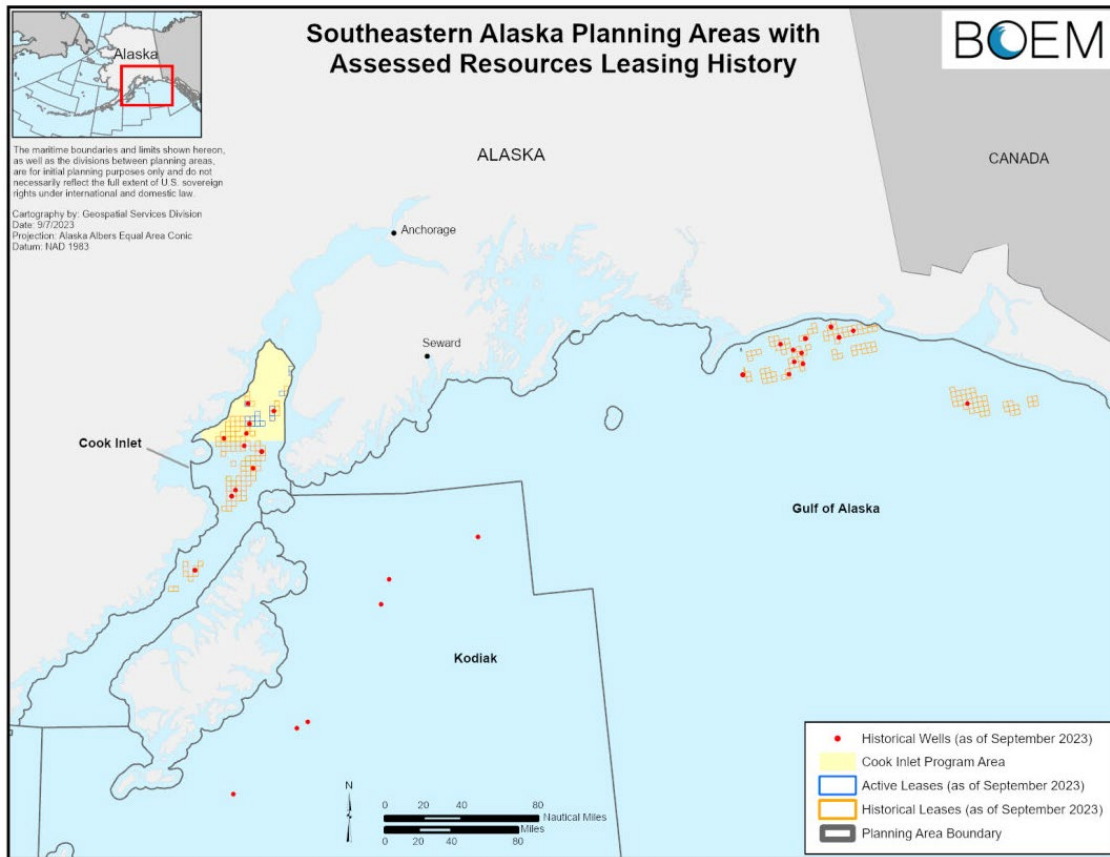 Southeastern Alaska Planning Areas with
Assessed Resources Leasing History
BOEM
Alaska
The maritime boundaries and limits shown hereon,
as well as the divisions between planning areas,
are for initial planning purposes only and do not
necessarily reflect the full extent of U.S. sovereign
rights under international and domestic law.
Cartography by: Geospatial Services Division
Date: 9/7/2023
Projection: Alaska Albers Equal Area Conic
Datum: NAD 1983
ALASKA
CANADA
Anchorage
Seward
Cook Inlet
Gulf of Alaska
Kodiak
N
0 20 40 80
Nautical Miles
Miles
0 20 40 80
Historical Wells (as of September 2023)
Cook Inlet Program Area
Active Leases (as of September 2023)
Historical Leases (as of September 2023)
Planning Area Boundary